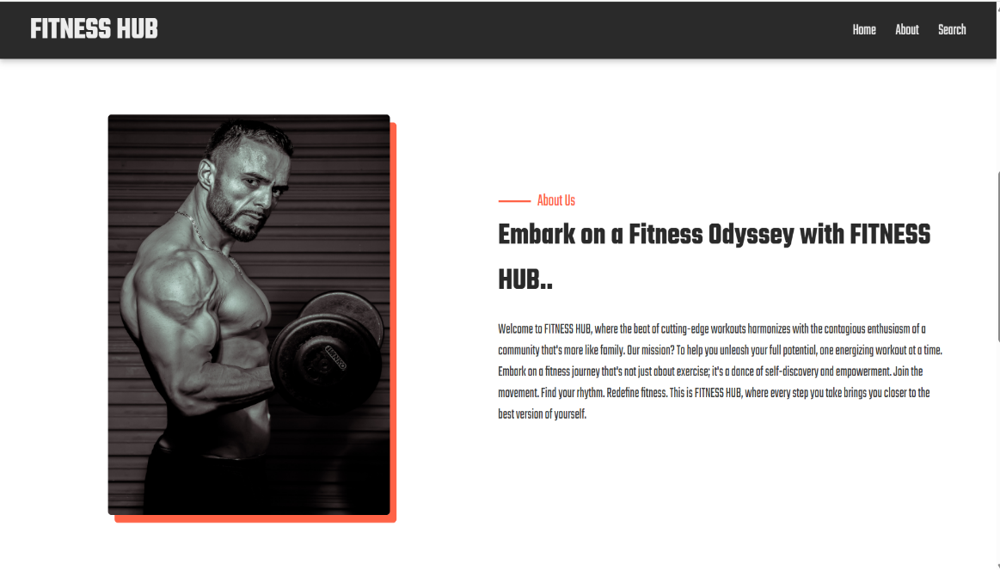 FITNESS HUB
Home About Search
About Us
Embark on a Fitness Odyssey with FITNESS
HUB..
Welcome to FITNESS HUB, where the beat of cutting-edge workouts harmonizes with the contagious enthusiasm of a
community that's more like family. Our mission? To help you unleash your full potential, one energizing workout at a time.
Embark on a fitness journey that's not just about exercise; it's a dance of self-discovery and empowerment. Join the
movement. Find your rhythm. Redefine fitness. This is FITNESS HUB, where every step you take brings you closer to the
best version of yourself.